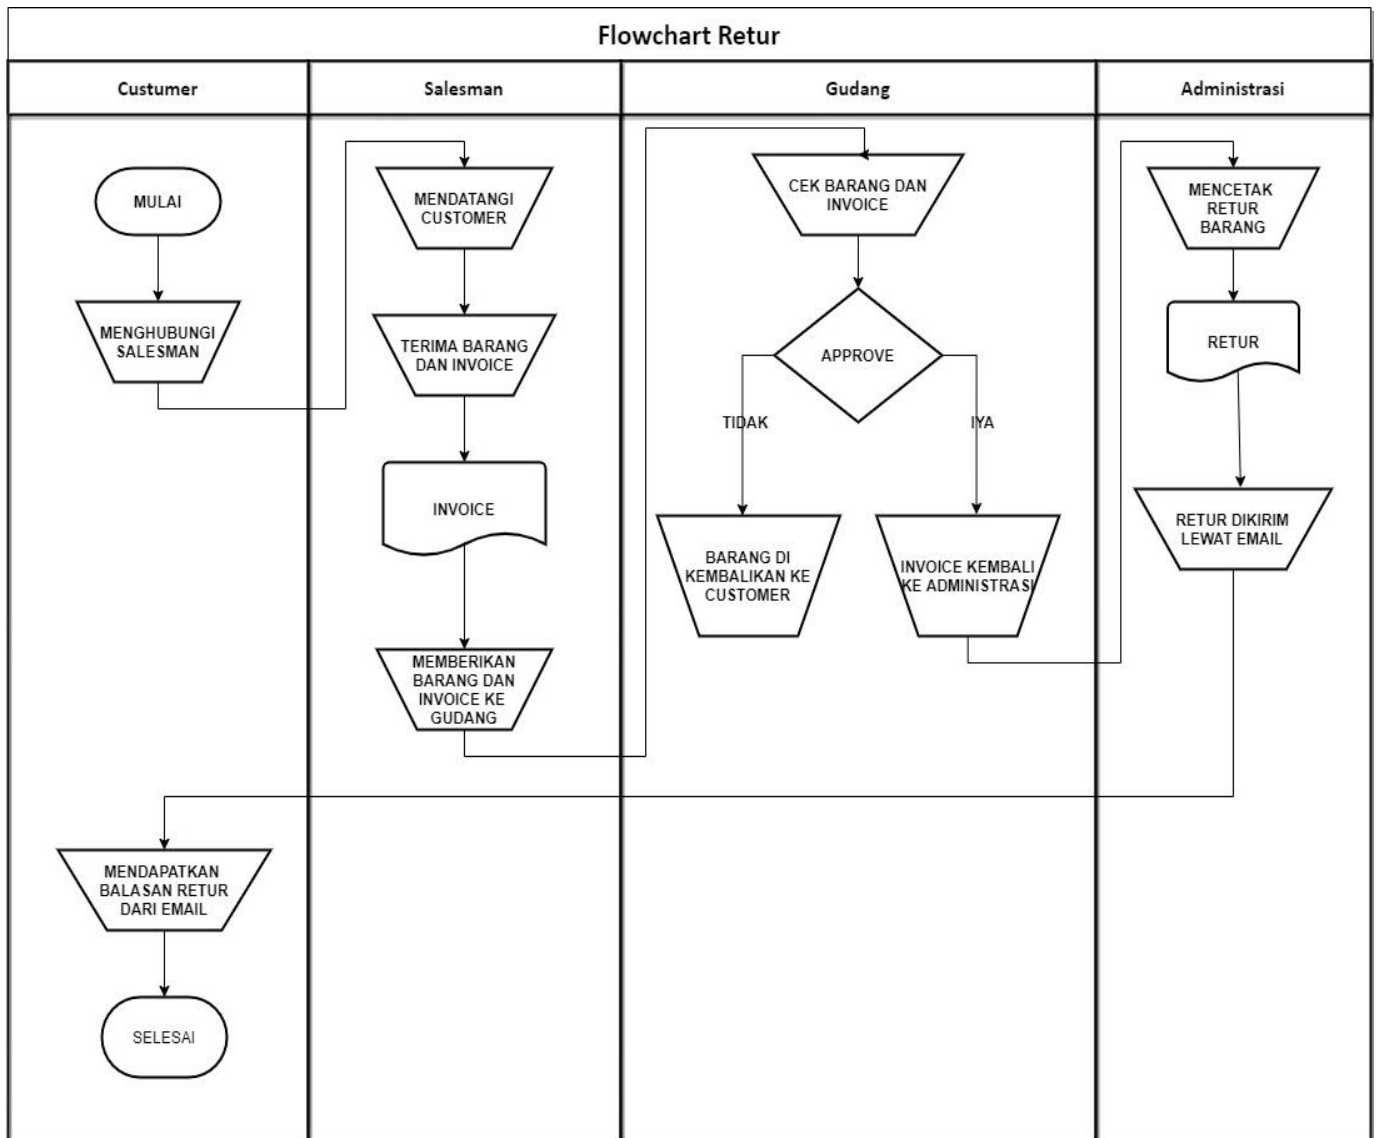 Flowchart Retur
Custumer
Salesman
Gudang
Administrasi
MULAI
MENGHUBUNGI
SALESMAN
MENDATANGI
CUSTOMER
TERIMA BARANG
DAN INVOICE
INVOICE
MEMBERIKAN
BARANG DAN
INVOICE KE
GUDANG
CEK BARANG DAN
INVOICE
APPROVE
TIDAK
IYA
BARANG DI
KEMBALIKAN KE
CUSTOMER
INVOICE KEMBALI
KE ADMINISTRASI
MENCETAK
RETUR
BARANG
RETUR
RETUR DIKIRIM
LEWAT EMAIL
MENDAPATKAN
BALASAN RETUR
DARI EMAIL
SELESAI